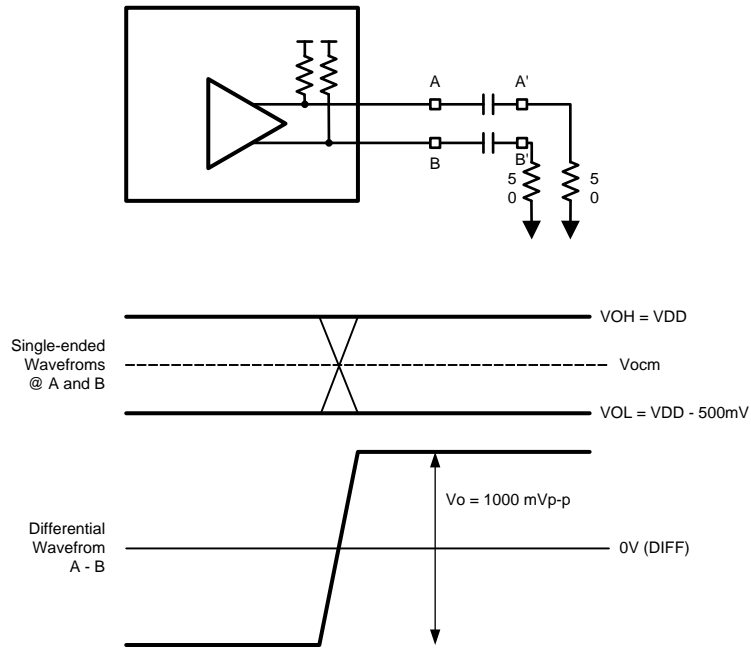 A
A'
B
B'
5
0
5
0
VOH = VDD
Single-ended
Wavefroms
@ A and B
Vocm
VOL = VDD - 500mV
Vo = 1000 mVp-p
Differential
Wavefrom
A - B
0V (DIFF)